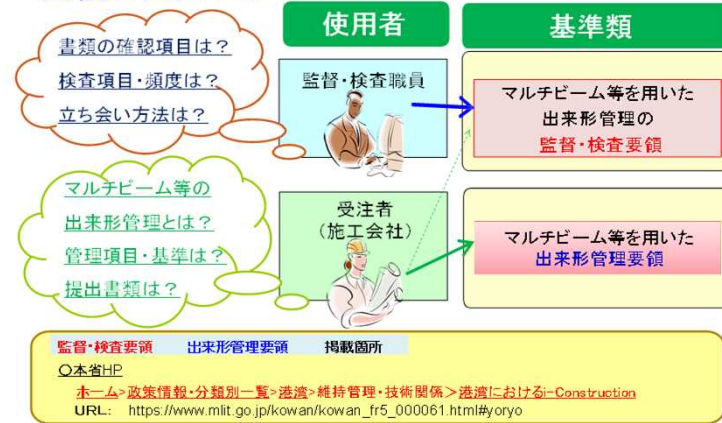 使用者
基準類
書類の確認項目は？
検査項目・頻度は？
立ち会い方法は？
監督・検査職員
マルチビーム等を用いた
出来形管理の
監督・検査要領
マルチビーム等の
出来形管理とは？
管理項目・基準は？
提出書類は？
受注者
（施工会社）
マルチビーム等を用いた
出来形管理要領
監督・検査要領 出来形管理要領 掲載箇所
○本省HP
ホーム>政策情報・分類別一覧>港湾>維持管理・技術関係>港湾におけるi-Construction
URL: https://www.mlit.go.jp/kowan/kowan_fr5_000061.html#yoryo